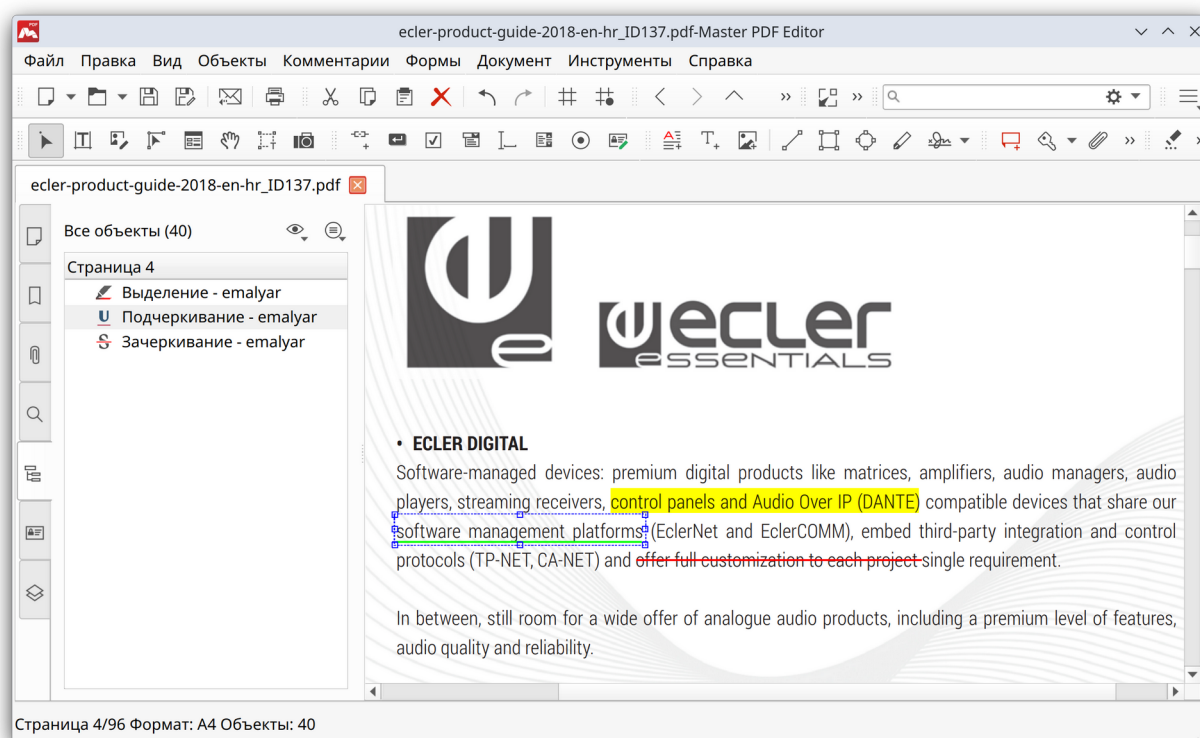 ecler-product-guide-2018-en-hr_ID137.pdf-Master PDF Editor
Файл Правка Вид Объекты Комментарии Формы Документ Инструменты Справка
ecler-product-guide-2018-en-hr_ID137.pdf
Все объекты (40)
Страница 4
Выделение - emalyar
Подчеркивание - emalyar
Зачеркивание - emalyar
ecler
essentials
• ECLER DIGITAL
Software-managed devices: premium digital products like matrices, amplifiers, audio managers, audio
players, streaming receivers, control panels and Audio Over IP (DANTE) compatible devices that share our
software management platforms (EclerNet and EclerCOMM), embed third-party integration and control
protocols (TP-NET, CA-NET) and offer full customization to each project single requirement.
In between, still room for a wide offer of analogue audio products, including a premium level of features,
audio quality and reliability.
Страница 4/96 Формат: A4 Объекты: 40